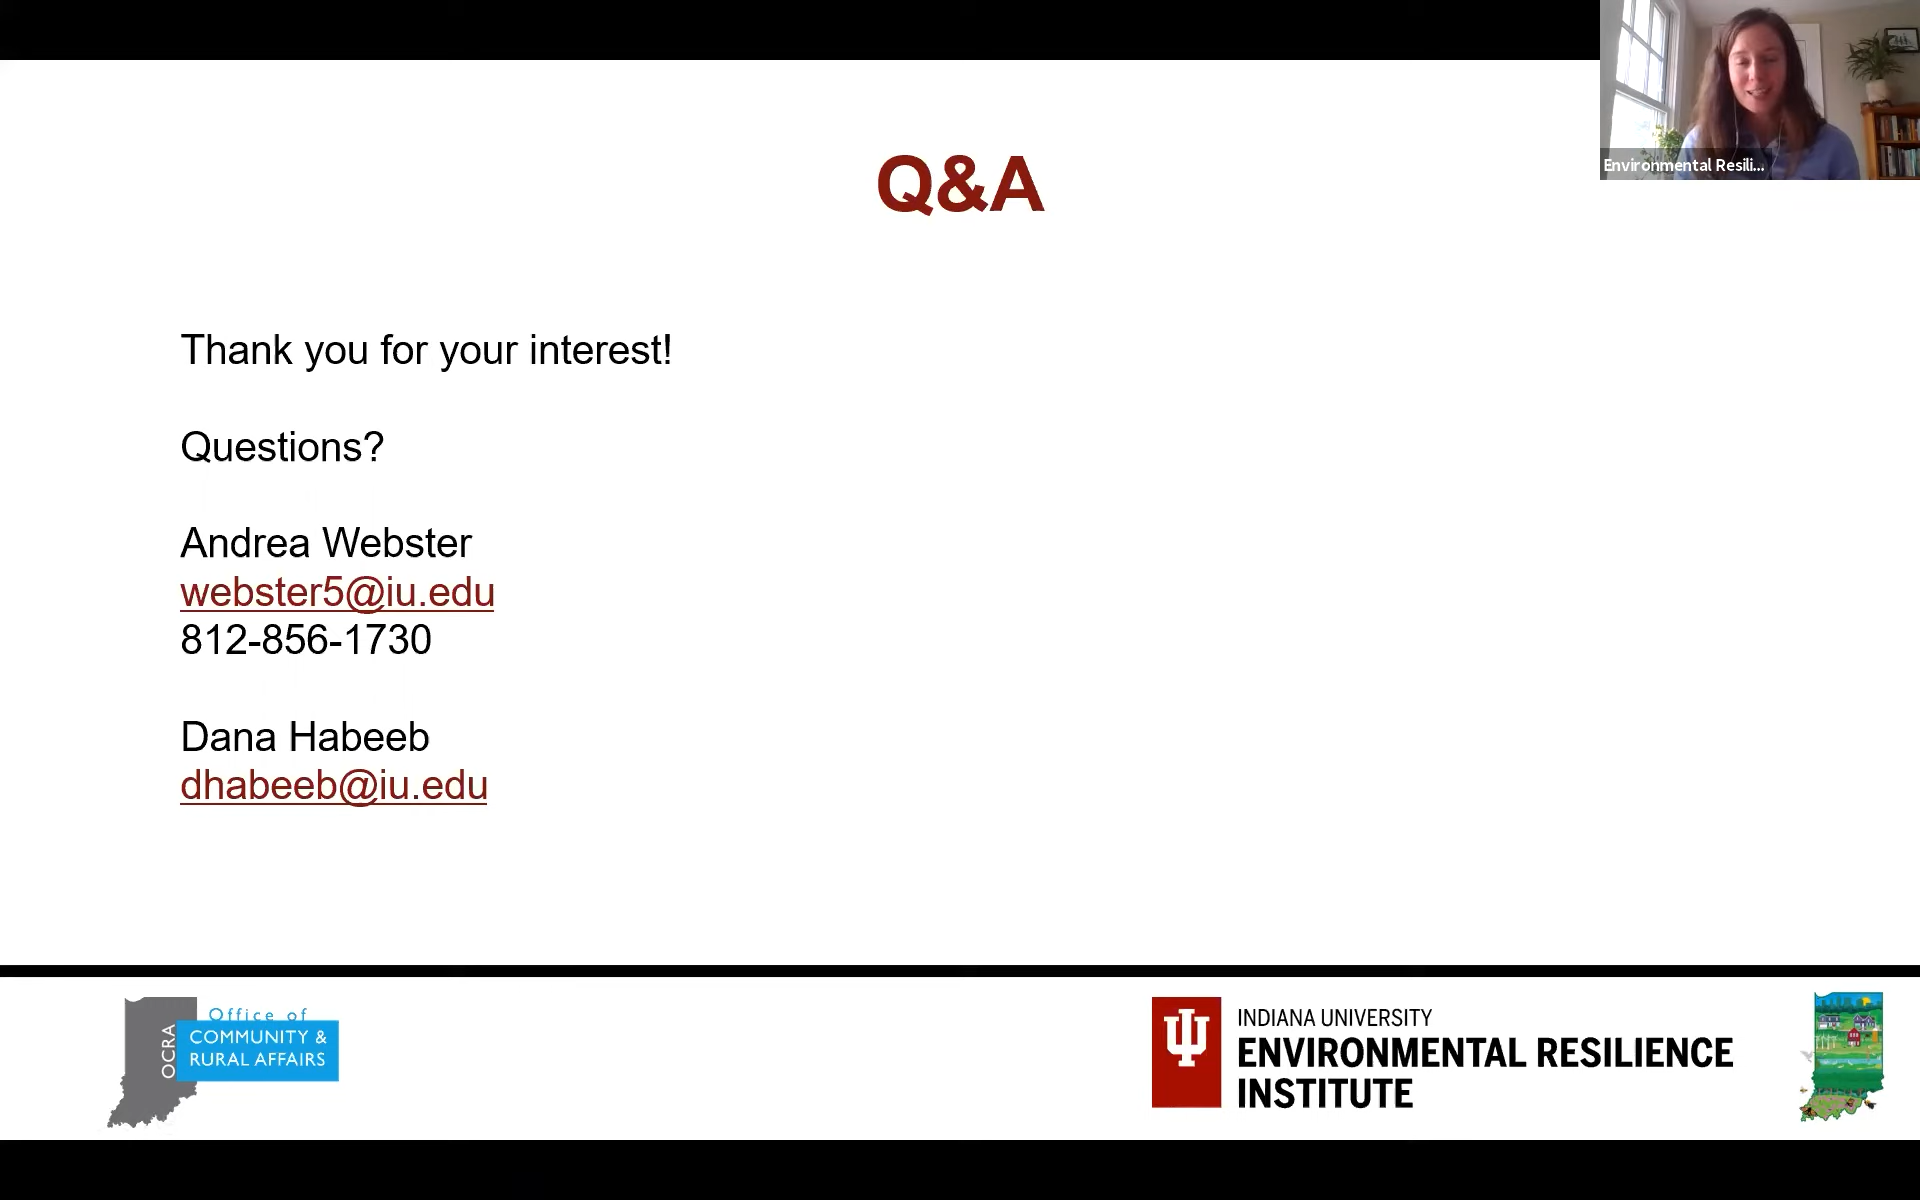 Environmental Resili...
Q&A
Thank you for your interest!
Questions?
Andrea Webster
webster5@iu.edu
812-856-1730
Dana Habeeb
dhabeeb@iu.edu
OCRA
Office of
COMMUNITY &
RURAL AFFAIRS
INDIANA UNIVERSITY
ENVIRONMENTAL RESILIENCE
INSTITUTE